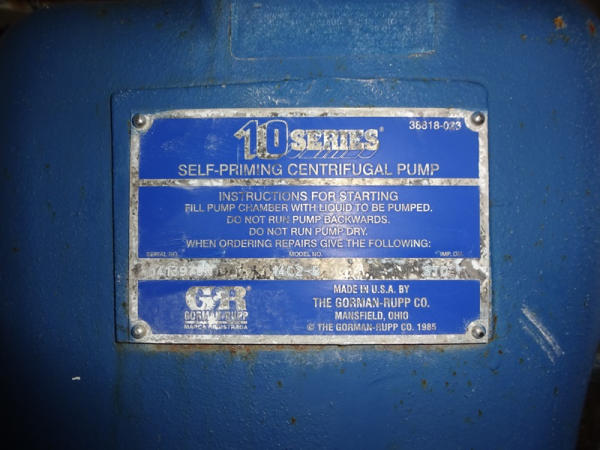 10 SERIES®
38818-023
SELF-PRIMING CENTRIFUGAL PUMP
INSTRUCTIONS FOR STARTING
FILL PUMP CHAMBER WITH LIQUID TO BE PUMPED.
DO NOT RUN PUMP BACKWARDS.
DO NOT RUN PUMP DRY.
WHEN ORDERING REPAIRS GIVE THE FOLLOWING:
SERIAL NO. MODEL NO. IMP. DIA.
GR
GORMAN-RUPP
MARCA REGISTRADA
MADE IN U.S.A. BY
THE GORMAN-RUPP CO.
MANSFIELD, OHIO
© THE GORMAN-RUPP CO. 1985